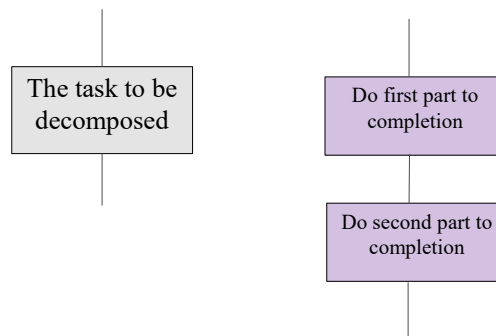 The task to be
decomposed
Do first part to
completion
Do second part to
completion